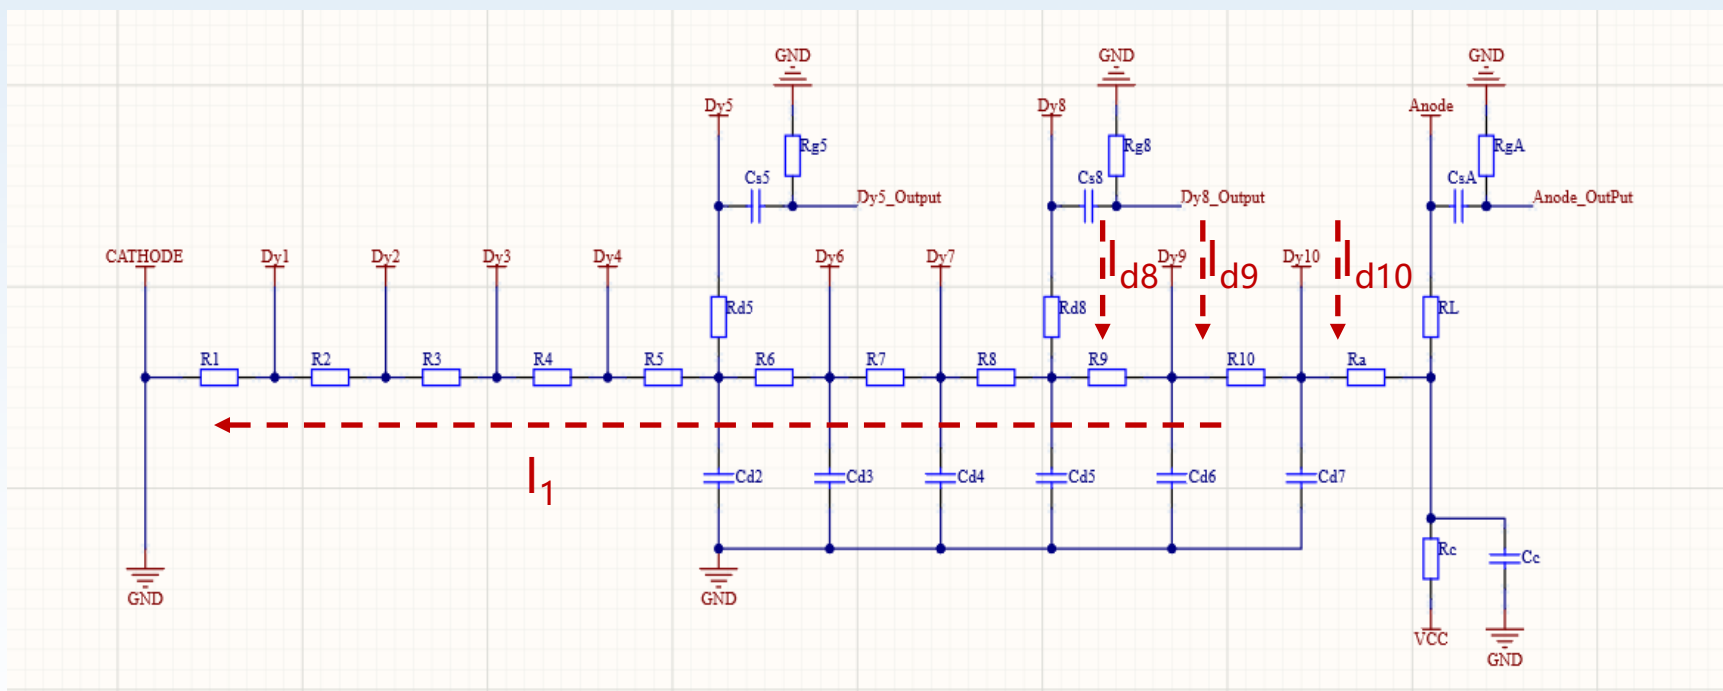 GND GND GND
Dy5 Dy8 Anode
Rg5 Rg8 RgA
Cs5 Cs8 CsA
Dy5_Output Dy8_Output Anode_OutPut
CATHODE Dy1 Dy2 Dy3 Dy4 Dy6 Dy7 Id8 Dy9 Id9 Dy10 Id10
Rd5 Rd8 RL
R1 R2 R3 R4 R5 R6 R7 R8 R9 R10 Ra
I1
Cd2 Cd3 Cd4 Cd5 Cd6 Cd7
Rc Cc
GND GND
VCC
GND